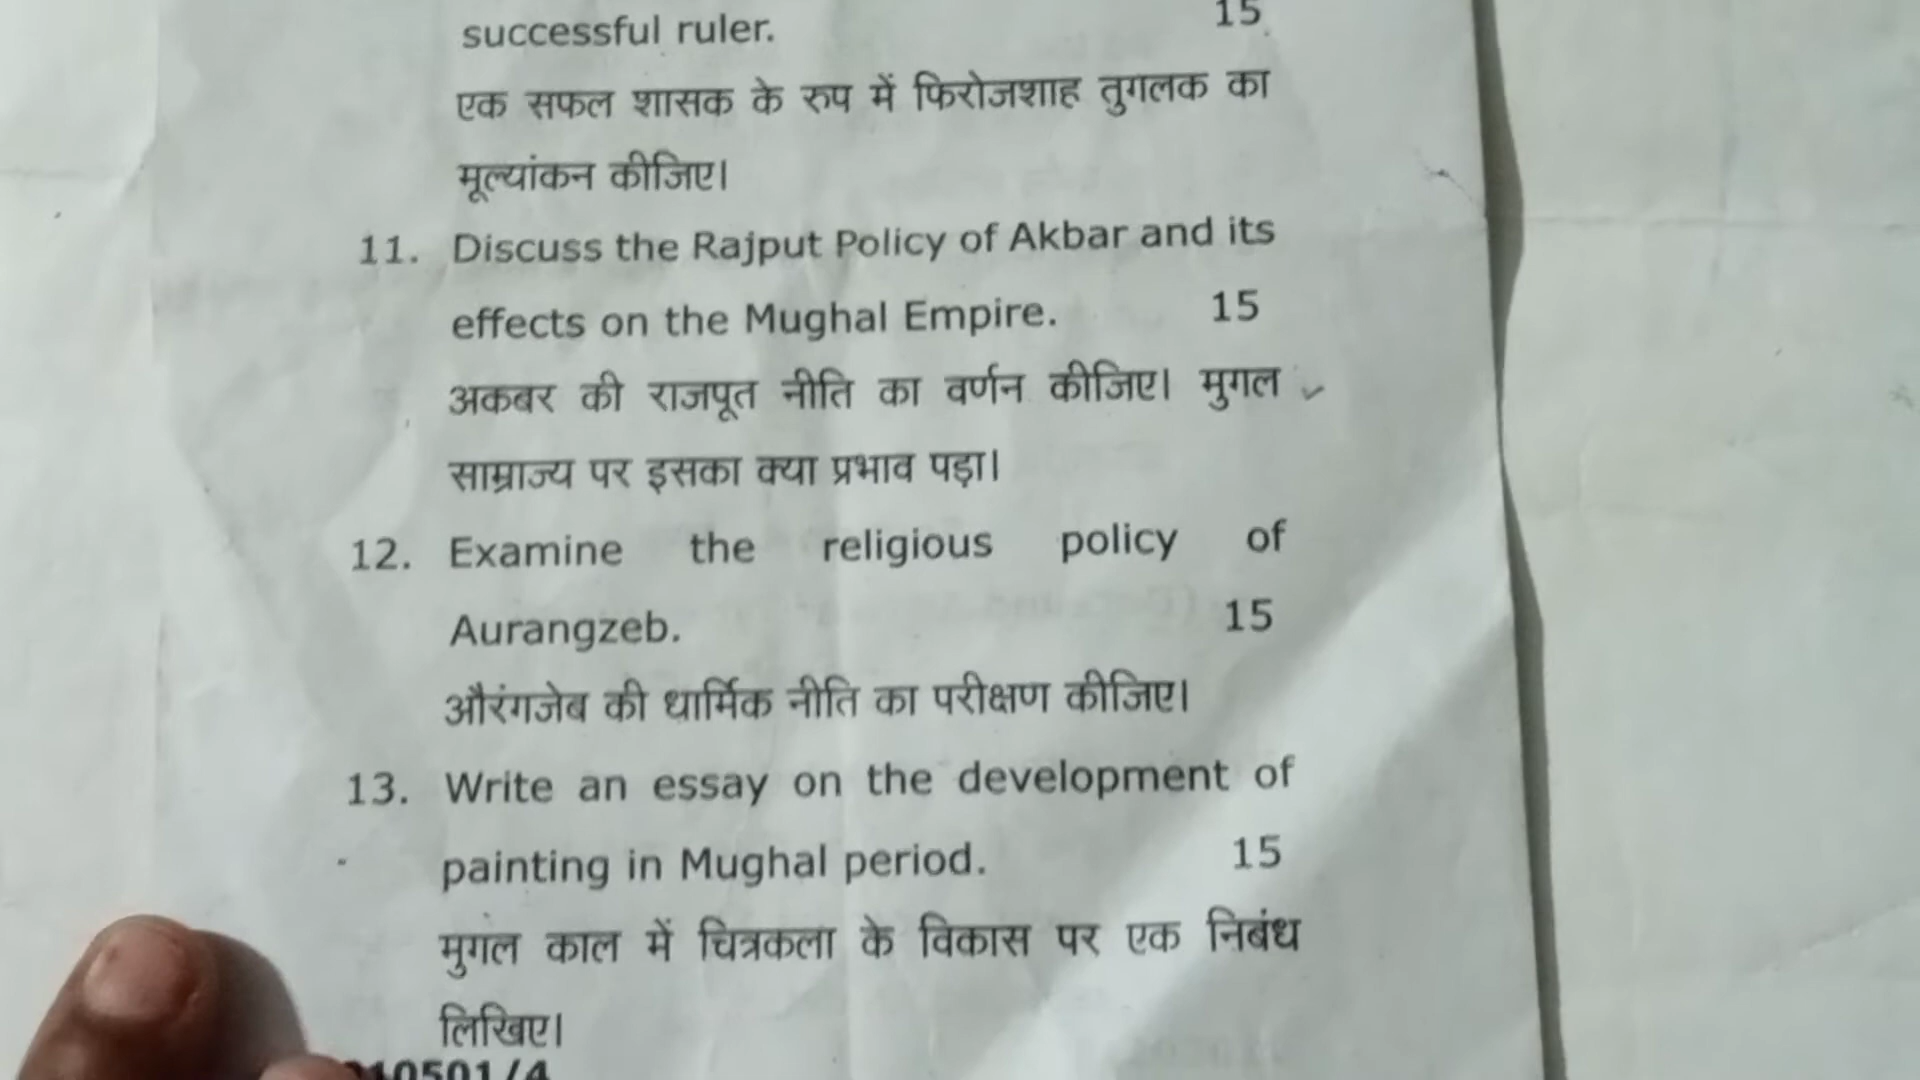 successful ruler. 15
एक सफल शासक के रुप में फिरोजशाह तुगलक का
मूल्यांकन कीजिए।
11. Discuss the Rajput Policy of Akbar and its
effects on the Mughal Empire. 15
अकबर की राजपूत नीति का वर्णन कीजिए। मुगल
साम्राज्य पर इसका क्या प्रभाव पड़ा।
12. Examine the religious policy of
Aurangzeb. 15
औरंगजेब की धार्मिक नीति का परीक्षण कीजिए।
13. Write an essay on the development of
painting in Mughal period. 15
मुगल काल में चित्रकला के विकास पर एक निबंध
लिखिए।